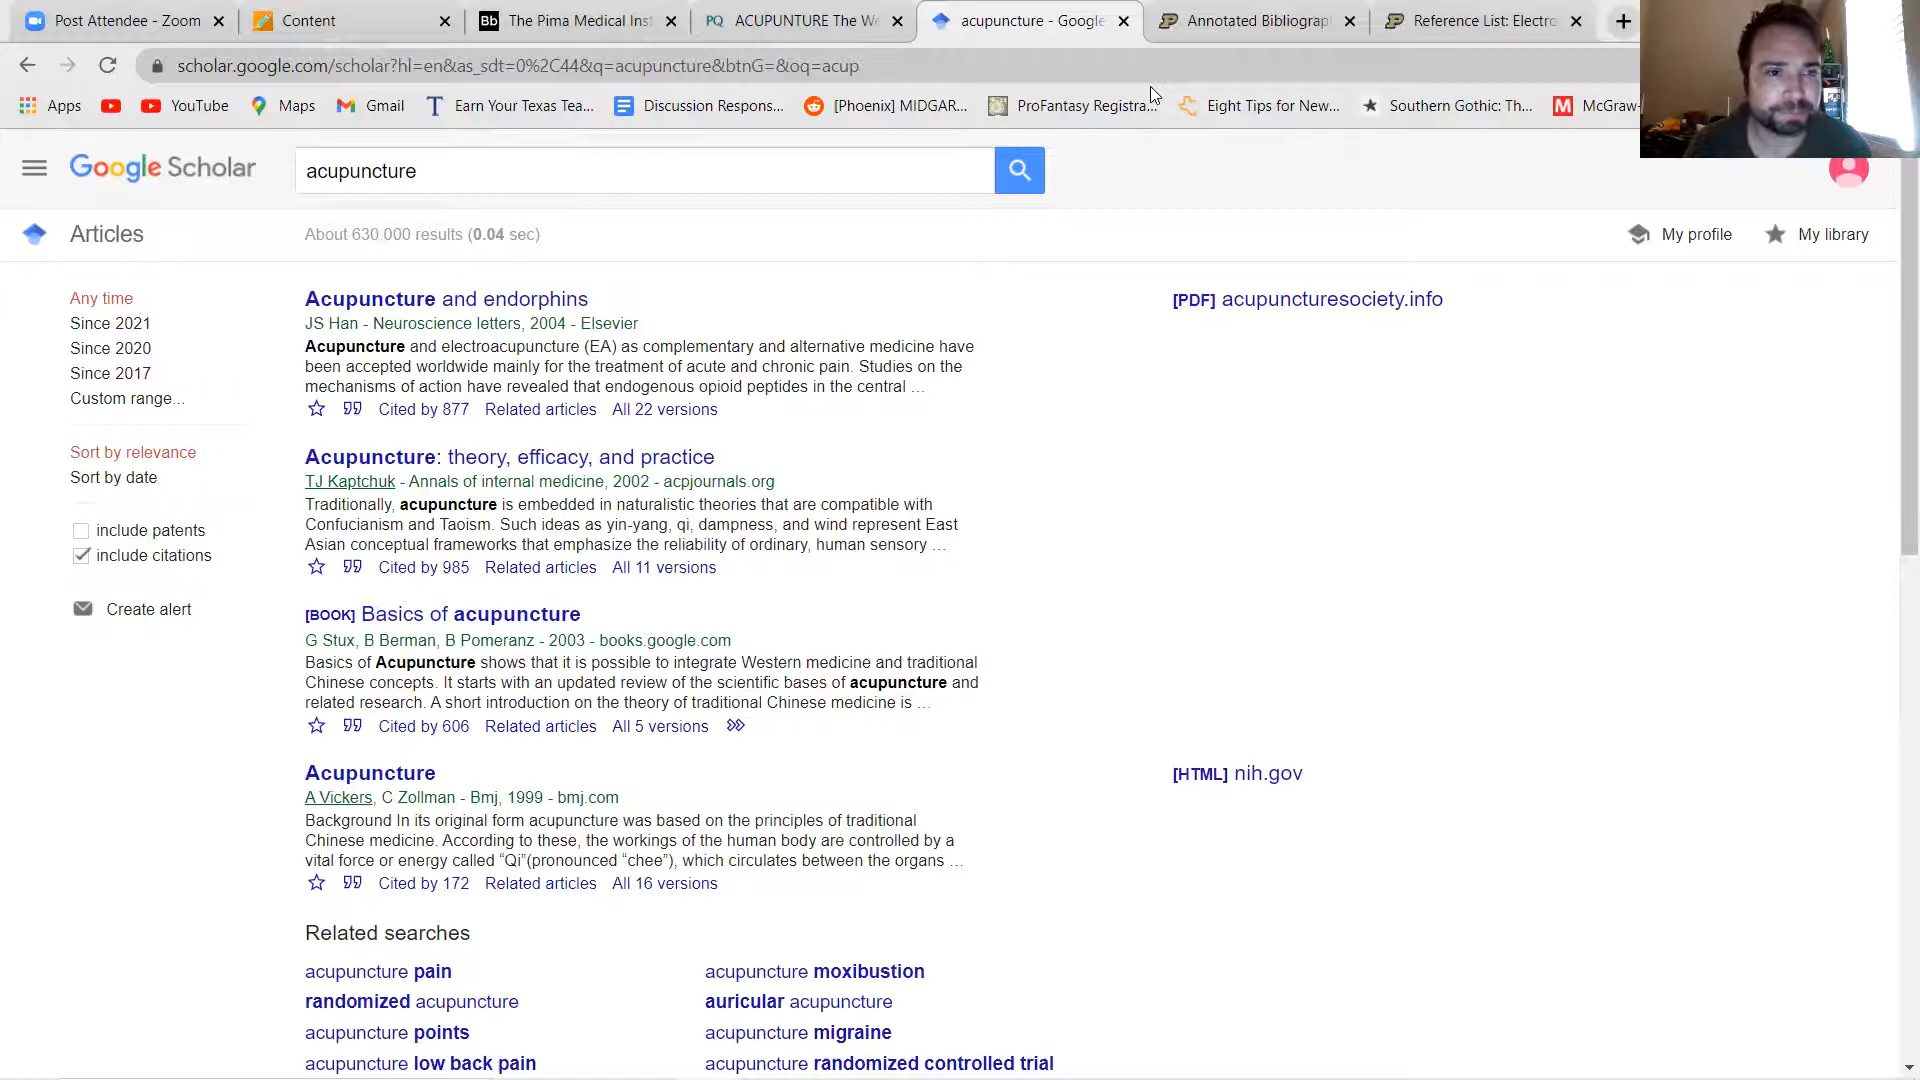 Post Attendee - Zoom
Content
Bb The Pima Medical Inst
PQ ACUPUNTURE The We
acupuncture - Google
Annotated Bibliograp
Reference List: Electro
scholar.google.com/scholar?hl=en&as_sdt=0%2C44&q=acupuncture&btnG=&oq=acup
Apps YouTube Maps Gmail Earn Your Texas Tea... Discussion Respons... [Phoenix] MIDGAR... ProFantasy Registra... Eight Tips for New... Southern Gothic: Th... McGraw-
Google Scholar
acupuncture
Articles
About 630,000 results (0.04 sec)
My profile
My library
Any time
Since 2021
Since 2020
Since 2017
Custom range...
Sort by relevance
Sort by date
include patents
include citations
Create alert
Acupuncture and endorphins
JS Han - Neuroscience letters, 2004 - Elsevier
Acupuncture and electroacupuncture (EA) as complementary and alternative medicine have
been accepted worldwide mainly for the treatment of acute and chronic pain. Studies on the
mechanisms of action have revealed that endogenous opioid peptides in the central ...
Cited by 877 Related articles All 22 versions
[PDF] acupuncturesociety.info
Acupuncture: theory, efficacy, and practice
TJ Kaptchuk - Annals of internal medicine, 2002 - acpjournals.org
Traditionally, acupuncture is embedded in naturalistic theories that are compatible with
Confucianism and Taoism. Such ideas as yin-yang, qi, dampness, and wind represent East
Asian conceptual frameworks that emphasize the reliability of ordinary, human sensory ...
Cited by 985 Related articles All 11 versions
[BOOK] Basics of acupuncture
G Stux, B Berman, B Pomeranz - 2003 - books.google.com
Basics of Acupuncture shows that it is possible to integrate Western medicine and traditional
Chinese concepts. It starts with an updated review of the scientific bases of acupuncture and
related research. A short introduction on the theory of traditional Chinese medicine is ...
Cited by 606 Related articles All 5 versions
Acupuncture
A Vickers, C Zollman - Bmj, 1999 - bmj.com
Background In its original form acupuncture was based on the principles of traditional
Chinese medicine. According to these, the workings of the human body are controlled by a
vital force or energy called “Qi”(pronounced “chee”), which circulates between the organs ...
Cited by 172 Related articles All 16 versions
[HTML] nih.gov
Related searches
acupuncture pain
acupuncture moxibustion
randomized acupuncture
auricular acupuncture
acupuncture points
acupuncture migraine
acupuncture low back pain
acupuncture randomized controlled trial